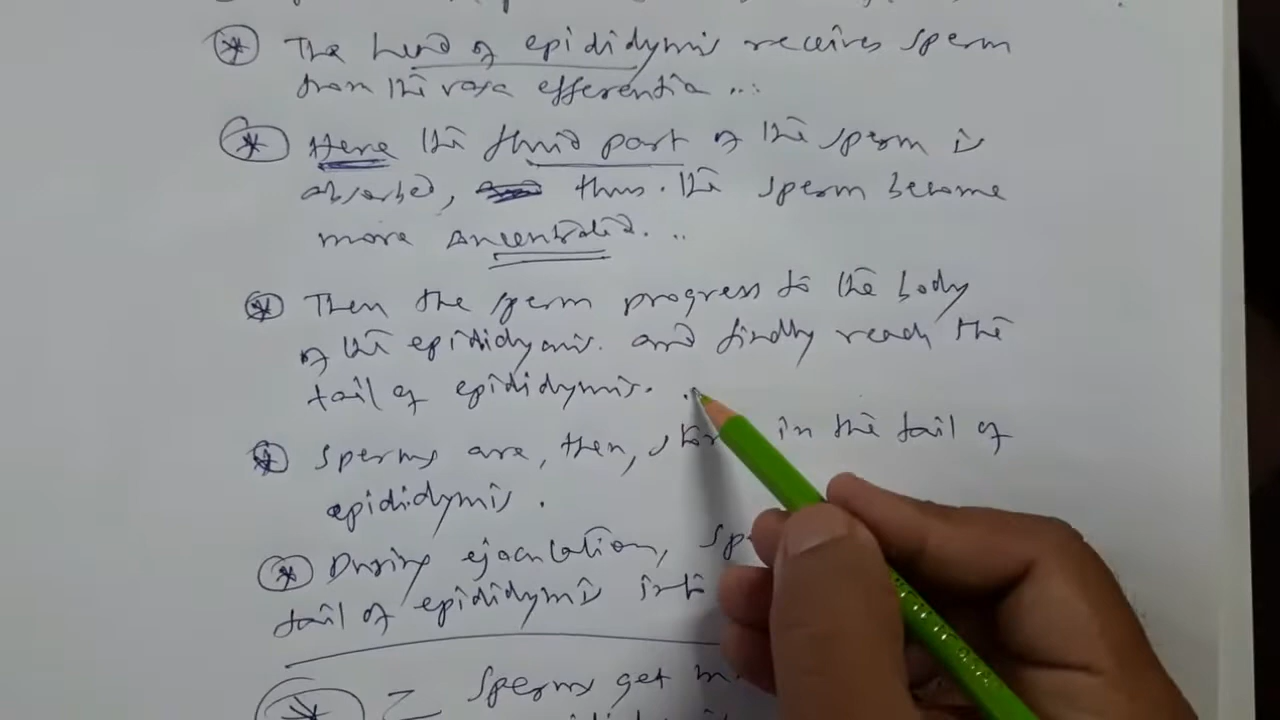 The head of epididymis receives sperm
from the vasa efferentia ...
Here the fluid part of the sperm is
absorbed, thus the sperm become
more concentrated. ..
Then the sperm progress to the body
of the epididymis. and finally reach the
tail of epididymis.
Sperms are, then, stor in the tail of
epididymis.
During ejaculation, sp
tail of epididymis into
Sperms get m